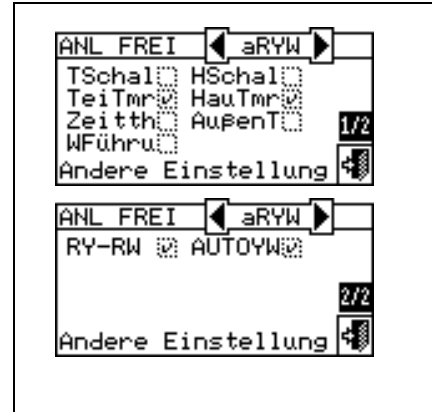 ANL FREI aRYW
TSchal HSchal
TeiTmr HauTmr
Zeitth AußenT
1/2
WFühru
Andere Einstellung
ANL FREI aRYW
RY-RW AUTOYW
2/2
Andere Einstellung